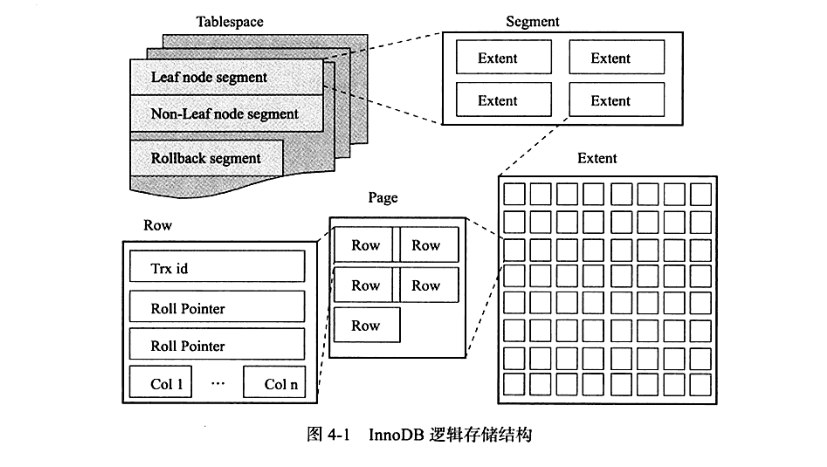 Tablespace
Segment
Leaf node segment
Non-Leaf node segment
Rollback segment
Extent
Extent
Extent
Extent
Extent
Page
Row
Row
Row
Row
Row
Row
Trx id
Roll Pointer
Roll Pointer
Col 1
...
Col n
图 4-1 InnoDB 逻辑存储结构